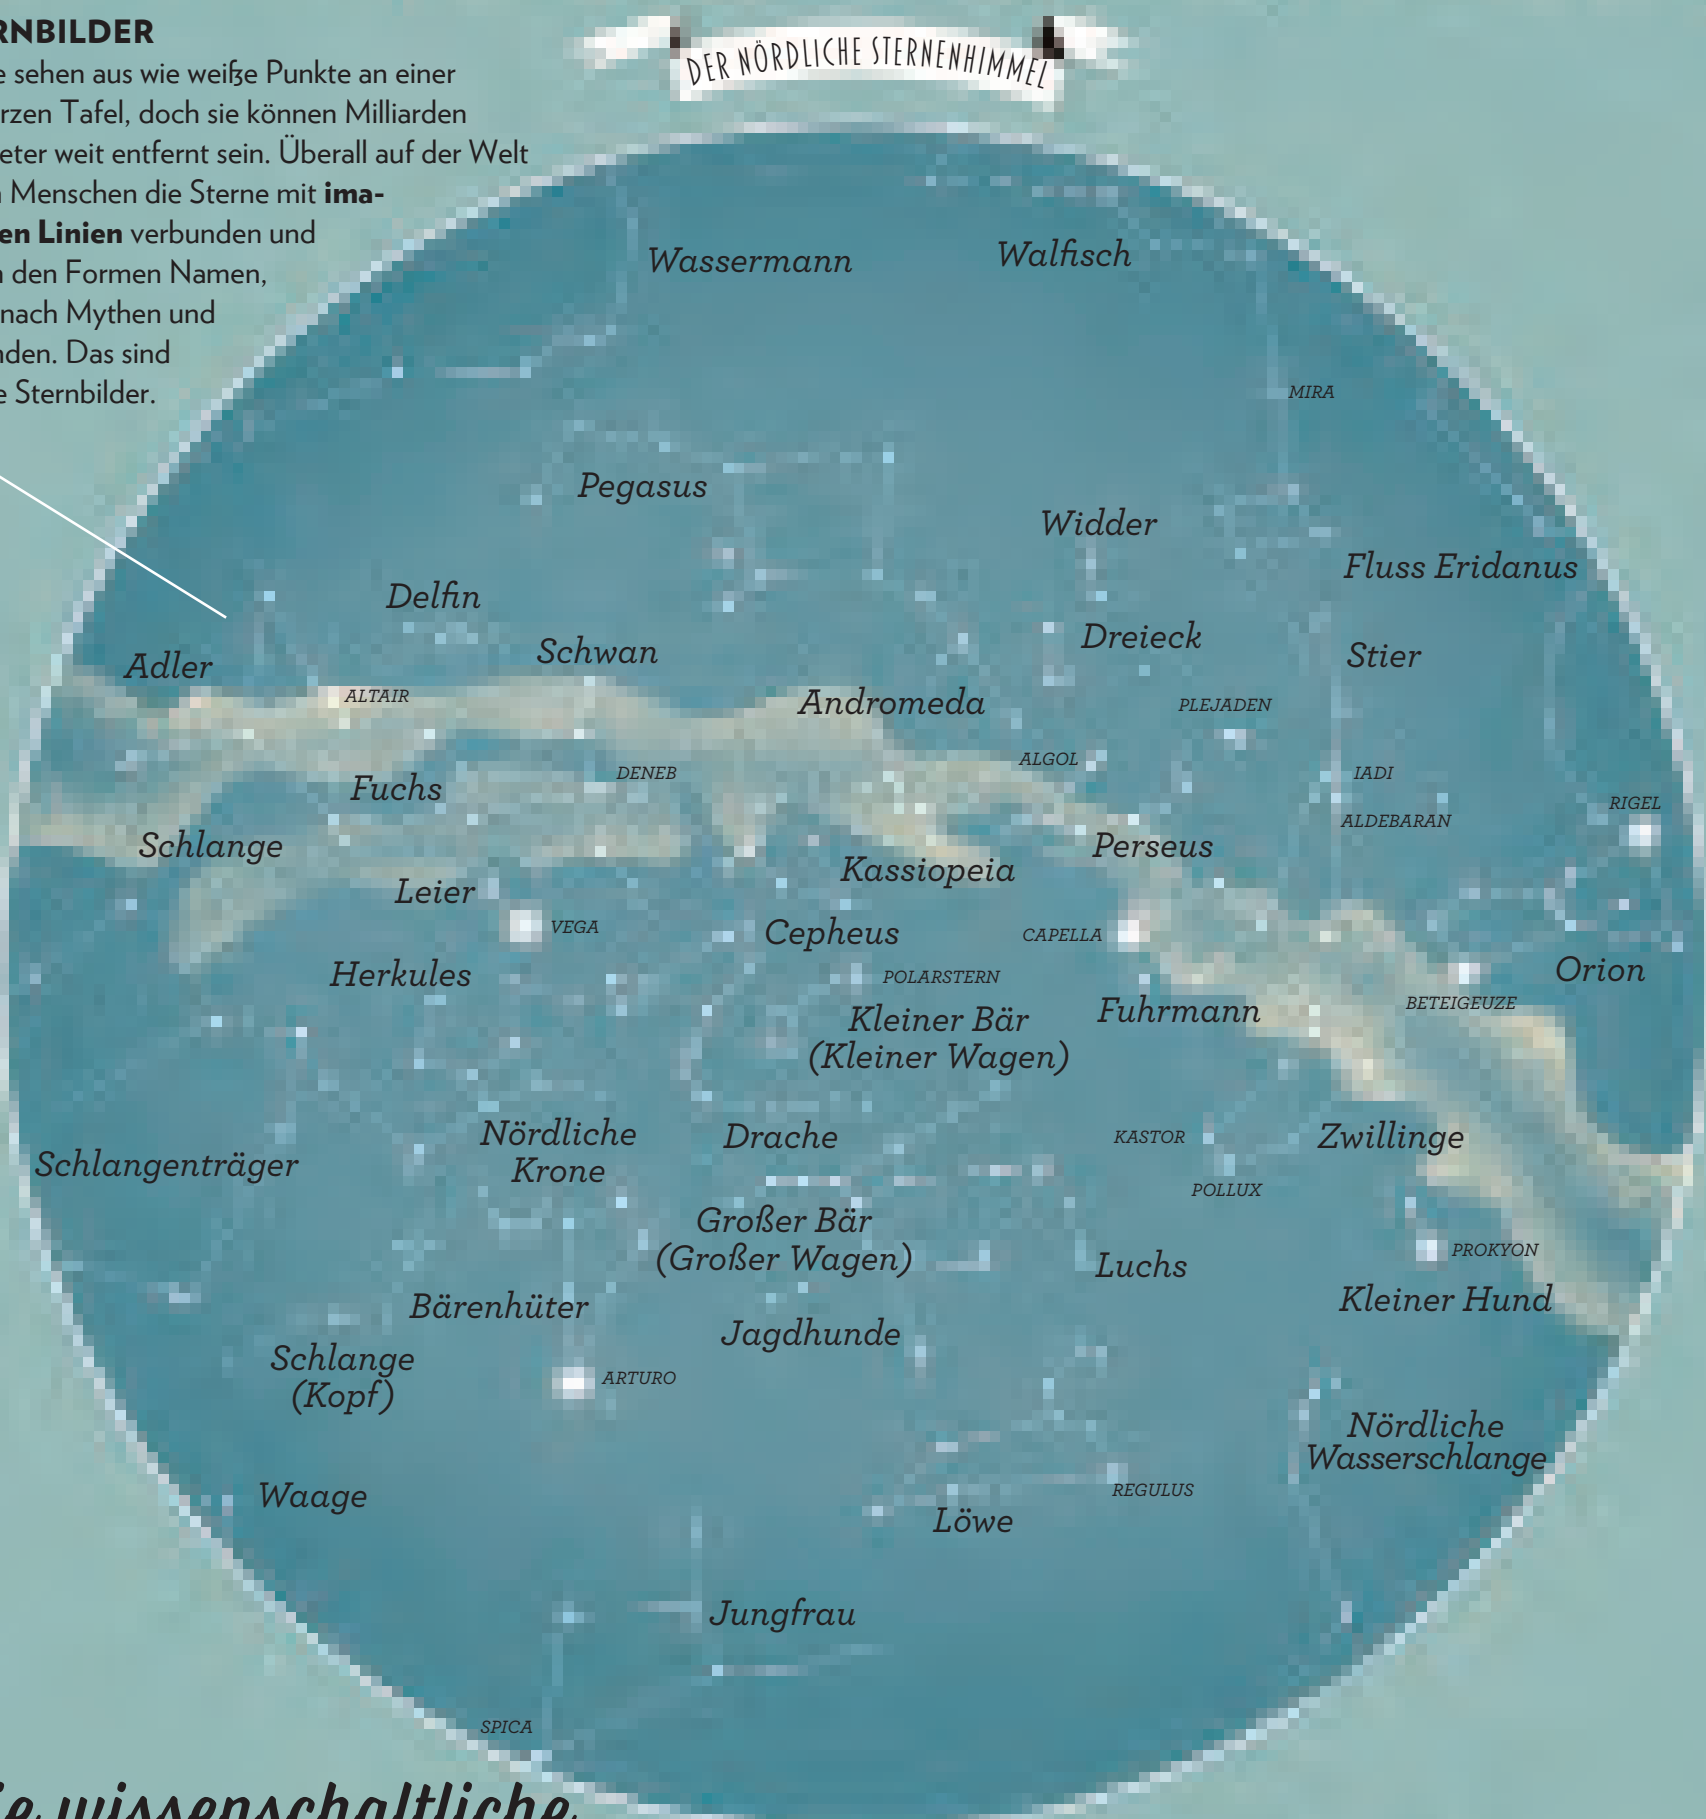 RNBILDER
e sehen aus wie weiße Punkte an einer
rzen Tafel, doch sie können Milliarden
eter weit entfernt sein. Überall auf der Welt
n Menschen die Sterne mit ima-
en Linien verbunden und
n den Formen Namen,
nach Mythen und
nden. Das sind
e Sternbilder.
DER NÖRDLICHE STERNENHIMMEL
Wassermann
Walfisch
MIRA
Pegasus
Widder
Fluss Eridanus
Delfin
Dreieck
Schwan
Stier
Adler
ALTAIR
Andromeda
PLEJADEN
ALGOL
DENEB
IADI
Fuchs
RIGEL
ALDEBARAN
Schlange
Perseus
Kassiopeia
Leier
VEGA
Cepheus
CAPELLA
Herkules
POLARSTERN
Orion
BETEIGEUZE
Fuhrmann
Kleiner Bär
(Kleiner Wagen)
Nördliche
Krone
Drache
KASTOR
Zwillinge
Schlangenträger
POLLUX
Großer Bär
(Großer Wagen)
PROKYON
Luchs
Kleiner Hund
Bärenhüter
Jagdhunde
Schlange
(Kopf)
ARTURO
Nördliche
Wasserschlange
Waage
REGULUS
Löwe
Jungfrau
SPICA
ie wissenschaftliche